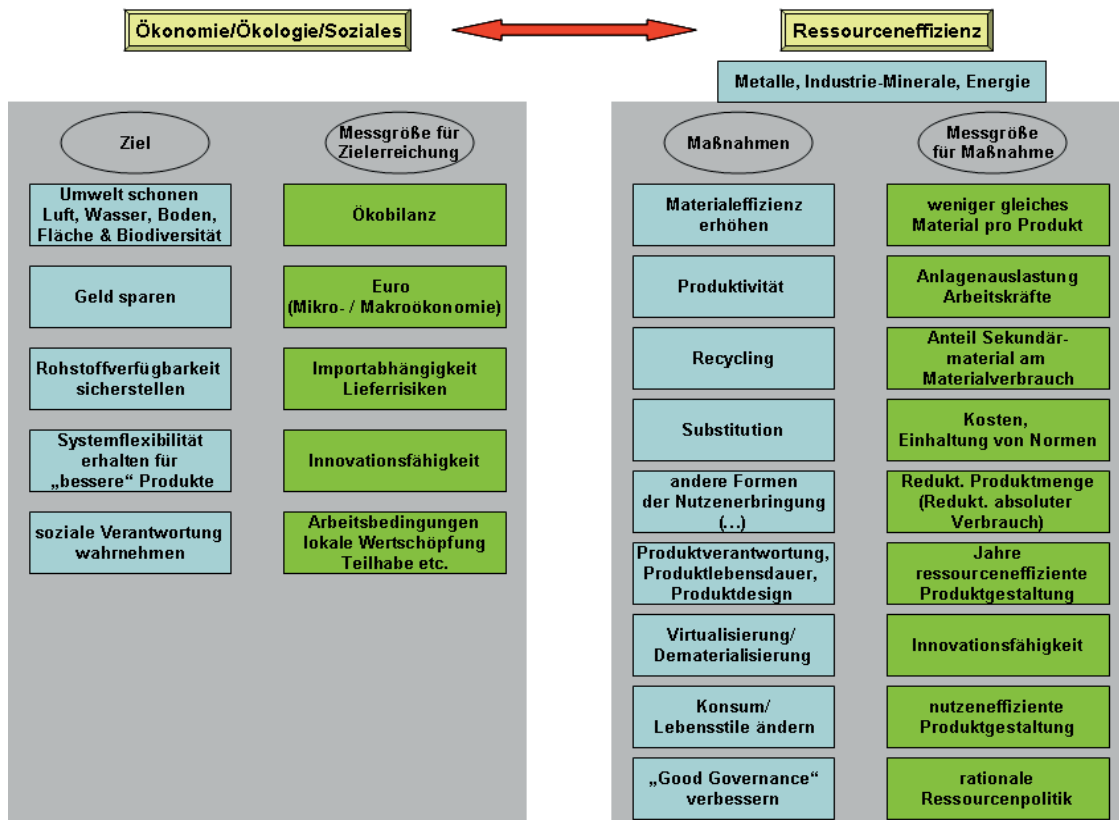 Ökonomie/Ökologie/Soziales
Ressourceneffizienz
Metalle, Industrie-Minerale, Energie
Ziel
Messgröße für
Zielerreichung
Umwelt schonen
Luft, Wasser, Boden,
Fläche & Biodiversität
Ökobilanz
Geld sparen
Euro
(Mikro- / Makroökonomie)
Rohstoffverfügbarkeit
sicherstellen
Importabhängigkeit
Lieferrisiken
Systemflexibilität
erhalten für
„bessere“ Produkte
Innovationsfähigkeit
soziale Verantwortung
wahrnehmen
Arbeitsbedingungen
lokale Wertschöpfung
Teilhabe etc.
Maßnahmen
Messgröße
für Maßnahme
Materialeffizienz
erhöhen
weniger gleiches
Material pro Produkt
Produktivität
Anlagenauslastung
Arbeitskräfte
Recycling
Anteil Sekundär-
material am
Materialverbrauch
Substitution
Kosten,
Einhaltung von Normen
andere Formen
der Nutzenerbringung
(...)
Redukt. Produktmenge
(Redukt. absoluter
Verbrauch)
Produktverantwortung,
Produktlebensdauer,
Produktdesign
Jahre
ressourceneffiziente
Produktgestaltung
Virtualisierung/
Dematerialisierung
Innovationsfähigkeit
Konsum/
Lebensstile ändern
nutzeneffiziente
Produktgestaltung
„Good Governance“
verbessern
rationale
Ressourcenpolitik